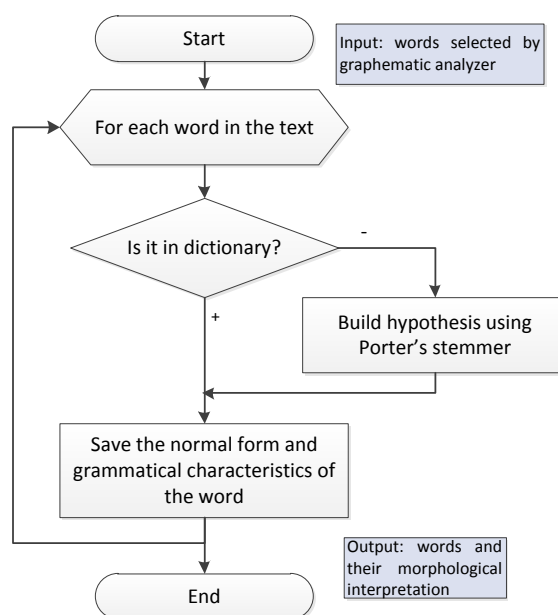 Start
Input: words selected by
graphematic analyzer
For each word in the text
Is it in dictionary?
-
+
Build hypothesis using
Porter’s stemmer
Save the normal form and
grammatical characteristics of
the word
Output: words and
their morphological
interpretation
End